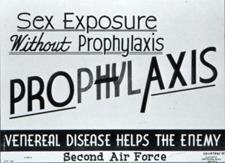 Sex Exposure
Without Prophylaxis
PROPHYLAXIS
VENEREAL DISEASE HELPS THE ENEMY
Second Air Force